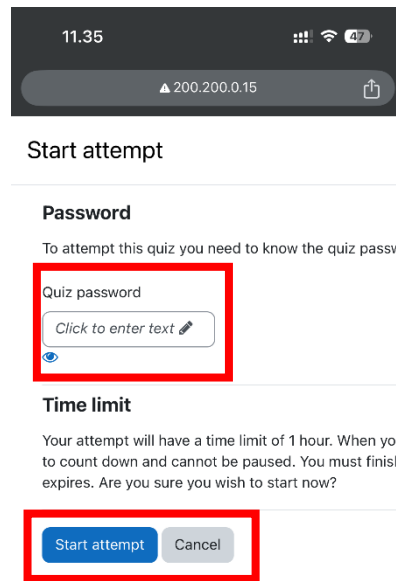 11.35
47
200.200.0.15
Start attempt
Password
To attempt this quiz you need to know the quiz
Quiz password
Click to enter text
Time limit
Your attempt will have a time limit of 1 hour. When
to count down and cannot be paused. You must
expires. Are you sure you wish to start now?
Start attempt Cancel